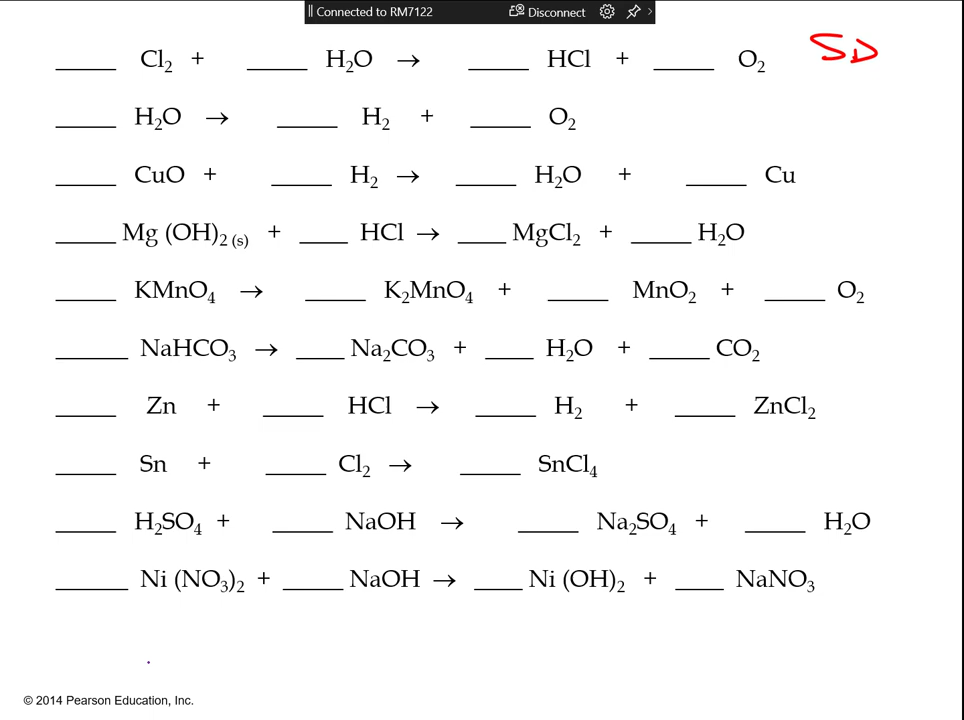 Connected to RM7122 Disconnect
_____ Cl₂ + _____ H₂O → _____ HCl + _____ O₂ SD
_____ H₂O → _____ H₂ + _____ O₂
_____ CuO + _____ H₂ → _____ H₂O + _____ Cu
_____ Mg (OH)₂ (s) + ____ HCl → ____ MgCl₂ + _____ H₂O
_____ KMnO₄ → _____ K₂MnO₄ + _____ MnO₂ + _____ O₂
______ NaHCO₃ → ____ Na₂CO₃ + ____ H₂O + _____ CO₂
_____ Zn + _____ HCl → _____ H₂ + _____ ZnCl₂
_____ Sn + _____ Cl₂ → _____ SnCl₄
_____ H₂SO₄ + _____ NaOH → _____ Na₂SO₄ + _____ H₂O
______ Ni (NO₃)₂ + _____ NaOH → ____ Ni (OH)₂ + ____ NaNO₃
© 2014 Pearson Education, Inc.